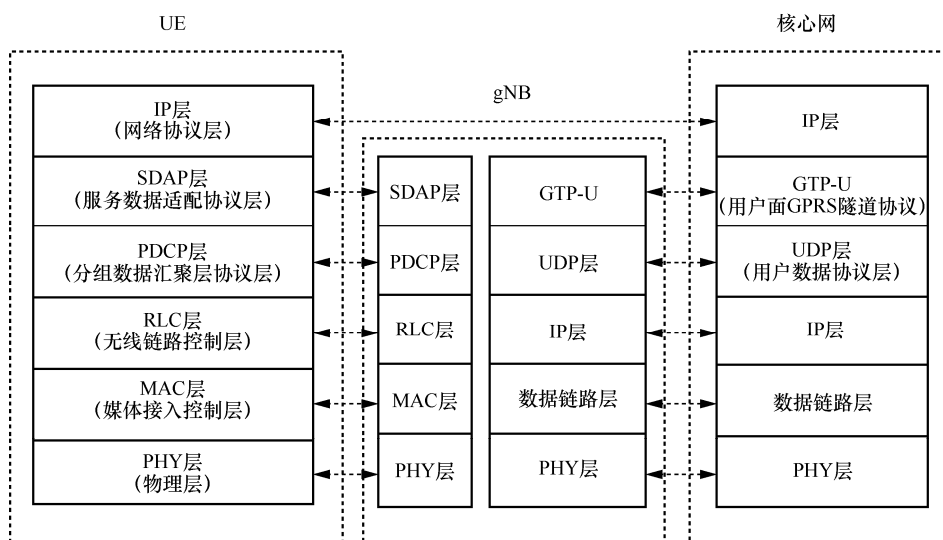 UE
核心网
gNB
IP层
（网络协议层）
SDAP层
（服务数据适配协议层）
PDCP层
（分组数据汇聚层协议层）
RLC层
（无线链路控制层）
MAC层
（媒体接入控制层）
PHY层
（物理层）
SDAP层
PDCP层
RLC层
MAC层
PHY层
GTP-U
UDP层
IP层
数据链路层
PHY层
IP层
GTP-U
（用户面GPRS隧道协议）
UDP层
（用户数据协议层）
IP层
数据链路层
PHY层